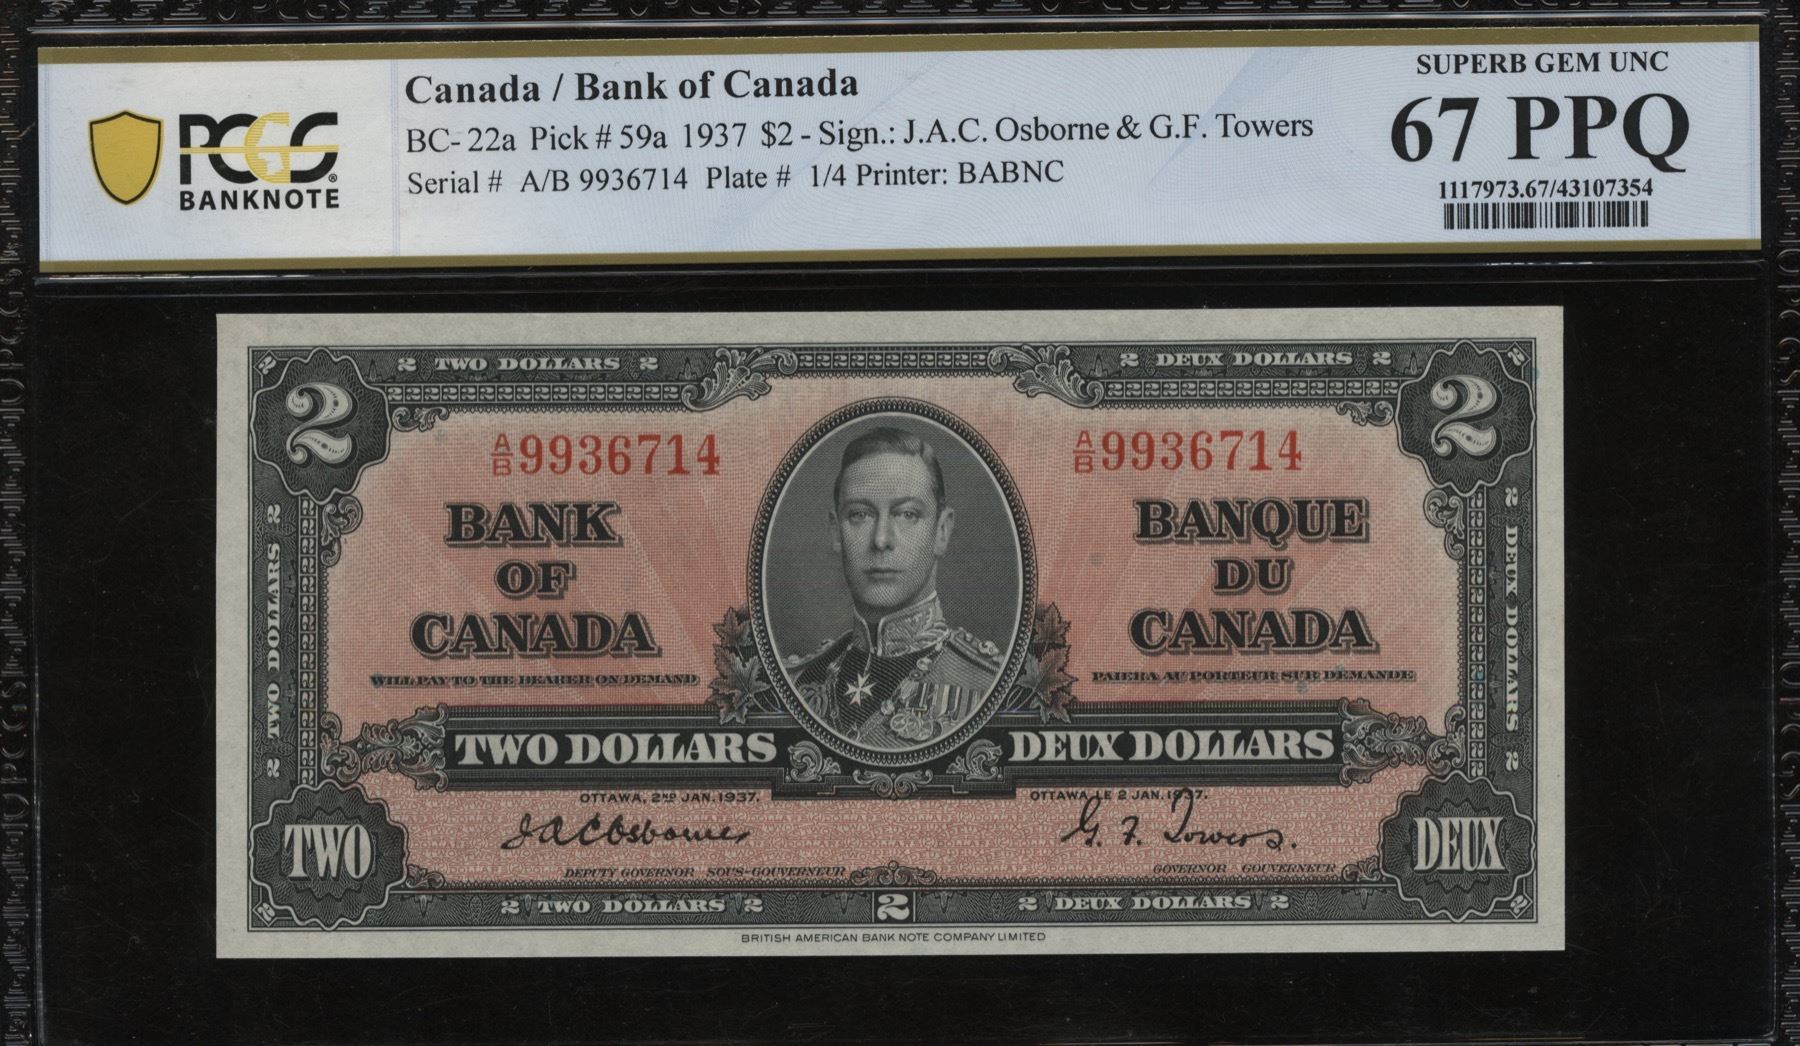 Canada / Bank of Canada
BC-22a Pick # 59a 1937 $2 - Sign.: J.A.C. Osborne & G.F. Towers
Serial # A/B 9936714 Plate # 1/4 Printer: BABNC
PCGS®
BANKNOTE
SUPERB GEM UNC
67 PPQ
1117973.67/43107354
2 TWO DOLLARS 2
22222222222
2 DEUX DOLLARS 2
2
2
A/B 9936714
A/B 9936714
BANK
OF
CANADA
BANQUE
DU
CANADA
WILL PAY TO THE BEARER ON DEMAND
PAIERA AU PORTEUR SUR DEMANDE
2 TWO DOLLARS 2
2 DEUX DOLLARS 2
TWO DOLLARS
DEUX DOLLARS
OTTAWA, 2ND JAN. 1937.
OTTAWA, LE 2 JAN. 1937.
J A C Osborne
G. F. Towers.
DEPUTY GOVERNOR SOUS-GOUVERNEUR
GOVERNOR GOUVERNEUR
TWO
DEUX
2 TWO DOLLARS 2
2
2 DEUX DOLLARS 2
BRITISH AMERICAN BANK NOTE COMPANY LIMITED